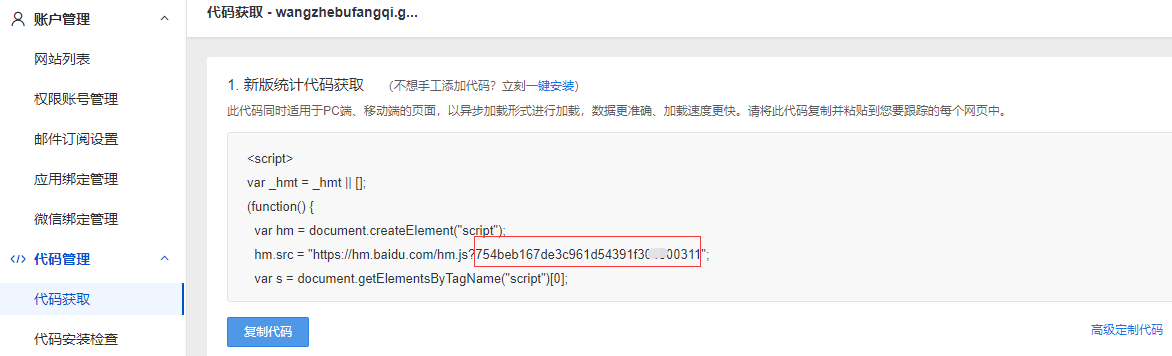 账户管理
网站列表
权限账号管理
邮件订阅设置
应用绑定管理
微信绑定管理
代码管理
代码获取
代码安装检查
代码获取 - wangzhebufangqi.g...
1. 新版统计代码获取 (不想手工添加代码？立刻一键安装)
此代码同时适用于PC端、移动端的页面，以异步加载形式进行加载，数据更准确、加载速度更快。请将此代码复制并粘贴到您要跟踪的每个网页中。
<script>
var _hmt = _hmt || [];
(function() {
var hm = document.createElement("script");
hm.src = "https://hm.baidu.com/hm.js?
var s = document.getElementsByTagName("script")[0];
复制代码
高级定制代码